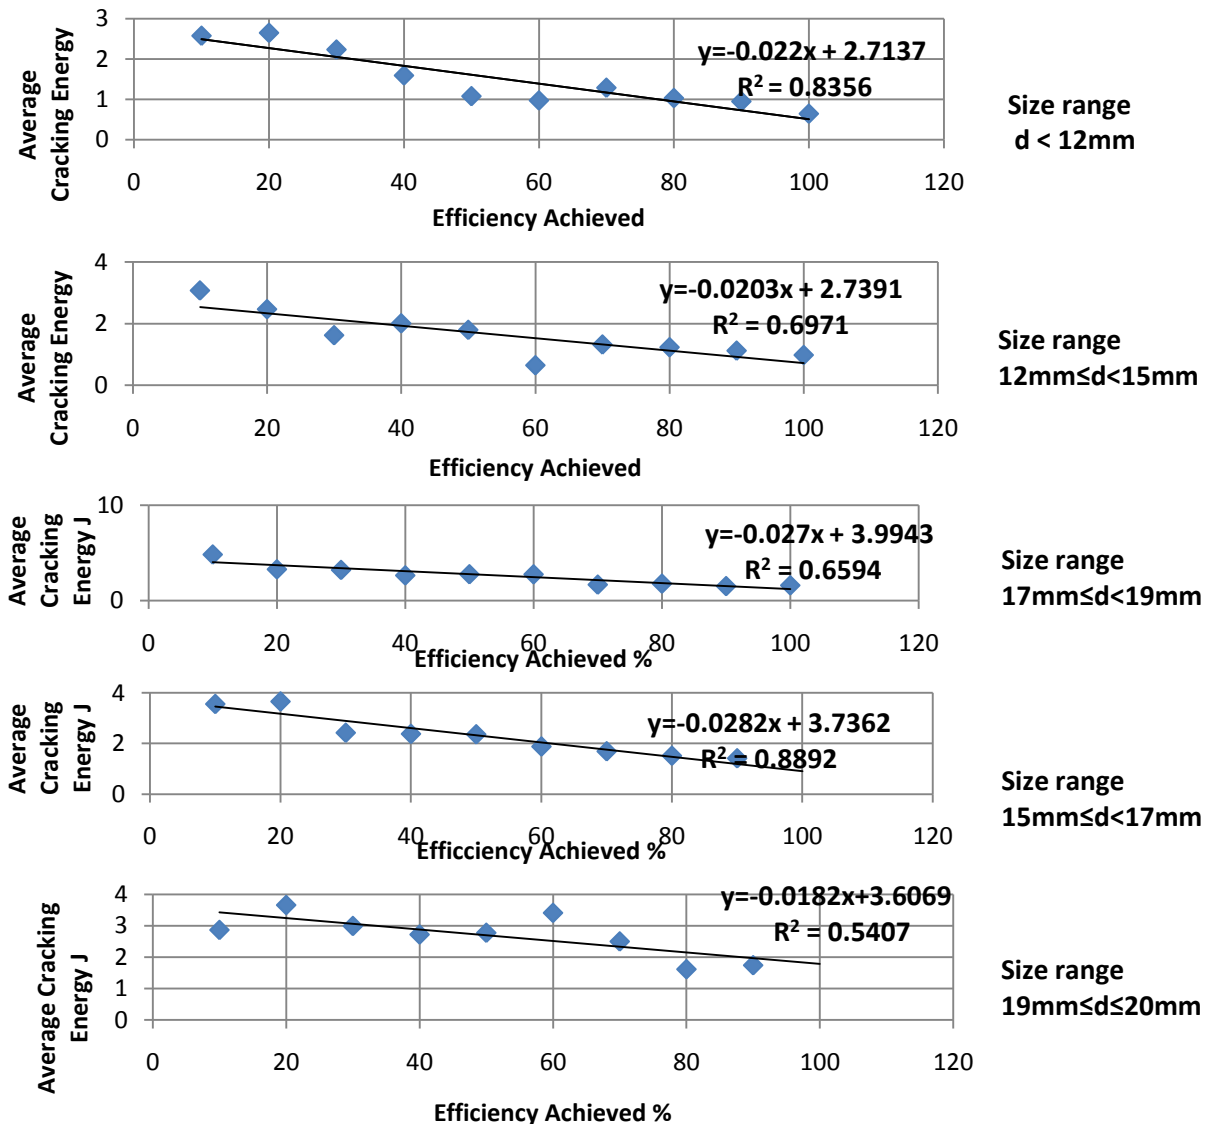 3
2
1
0
Average
Cracking Energy
y=-0.022x + 2.7137
R² = 0.8356
0 20 40 60 80 100 120
Efficiency Achieved
Size range
d < 12mm
4
2
0
Average
Cracking Energy
y=-0.0203x + 2.7391
R² = 0.6971
0 20 40 60 80 100 120
Efficiency Achieved
Size range
12mm≤d<15mm
10
0
Average
Cracking
Energy J
y=-0.027x + 3.9943
R² = 0.6594
0 20 40 60 80 100 120
Efficiency Achieved %
Size range
17mm≤d<19mm
4
2
0
Average
Cracking
Energy J
y=-0.0282x + 3.7362
R² = 0.8892
0 20 40 60 80 100 120
Efficciency Achieved %
Size range
15mm≤d<17mm
4
3
2
1
0
Average Cracking
Energy J
y=-0.0182x+3.6069
R² = 0.5407
0 20 40 60 80 100 120
Efficiency Achieved %
Size range
19mm≤d≤20mm